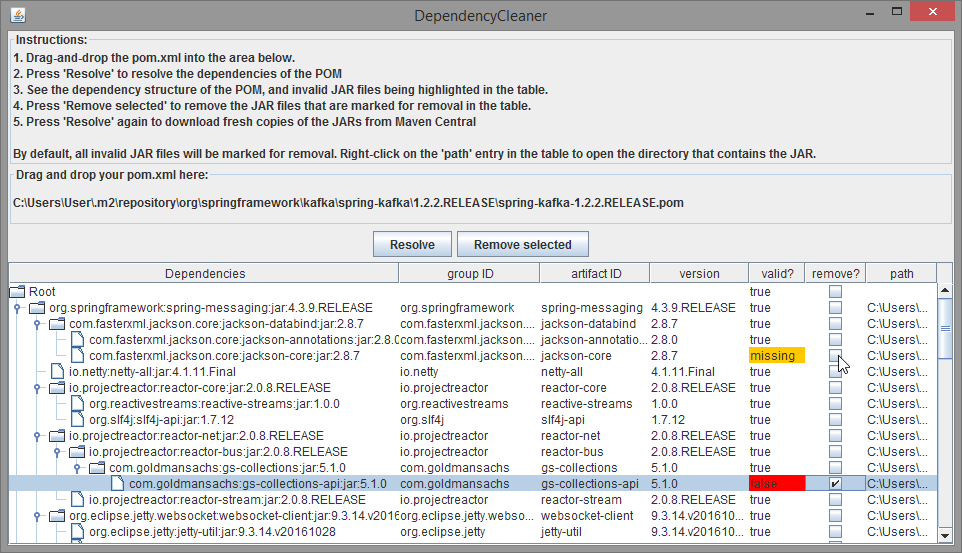 DependencyCleaner
Instructions:
1. Drag-and-drop the pom.xml into the area below.
2. Press 'Resolve' to resolve the dependencies of the POM
3. See the dependency structure of the POM, and invalid JAR files being highlighted in the table.
4. Press 'Remove selected' to remove the JAR files that are marked for removal in the table.
5. Press 'Resolve' again to download fresh copies of the JARs from Maven Central
By default, all invalid JAR files will be marked for removal. Right-click on the 'path' entry in the table to open the directory that contains the JAR.
Drag and drop your pom.xml here:
C:\Users\User\.m2\repository\org\springframework\kafka\spring-kafka\1.2.2.RELEASE\spring-kafka-1.2.2.RELEASE.pom
Resolve Remove selected
Dependencies group ID artifact ID version valid? remove? path
Root true
org.springframework:spring-messaging:jar:4.3.9.RELEASE org.springframework spring-messaging 4.3.9.RELEASE true C:\Users\...
com.fasterxml.jackson.core:jackson-databind:jar:2.8.7 com.fasterxml.jackson.... jackson-databind 2.8.7 true C:\Users\...
com.fasterxml.jackson.core:jackson-annotations:jar:2.8.0 com.fasterxml.jackson.... jackson-annotatio... 2.8.0 true C:\Users\...
com.fasterxml.jackson.core:jackson-core:jar:2.8.7 com.fasterxml.jackson.... jackson-core 2.8.7 missing C:\Users\...
io.netty:netty-all:jar:4.1.11.Final io.netty netty-all 4.1.11.Final true C:\Users\...
io.projectreactor:reactor-core:jar:2.0.8.RELEASE io.projectreactor reactor-core 2.0.8.RELEASE true C:\Users\...
org.reactivestreams:reactive-streams:jar:1.0.0 org.reactivestreams reactive-streams 1.0.0 true C:\Users\...
org.slf4j:slf4j-api:jar:1.7.12 org.slf4j slf4j-api 1.7.12 true C:\Users\...
io.projectreactor:reactor-net:jar:2.0.8.RELEASE io.projectreactor reactor-net 2.0.8.RELEASE true C:\Users\...
io.projectreactor:reactor-bus:jar:2.0.8.RELEASE io.projectreactor reactor-bus 2.0.8.RELEASE true C:\Users\...
com.goldmansachs:gs-collections:jar:5.1.0 com.goldmansachs gs-collections 5.1.0 true C:\Users\...
com.goldmansachs:gs-collections-api:jar:5.1.0 com.goldmansachs gs-collections-api 5.1.0 false C:\Users\...
io.projectreactor:reactor-stream:jar:2.0.8.RELEASE io.projectreactor reactor-stream 2.0.8.RELEASE true C:\Users\...
org.eclipse.jetty.websocket:websocket-client:jar:9.3.14.v2016 org.eclipse.jetty.webso... websocket-client 9.3.14.v201610... true C:\Users\...
org.eclipse.jetty:jetty-util:jar:9.3.14.v20161028 org.eclipse.jetty jetty-util 9.3.14.v201610... true C:\Users\...